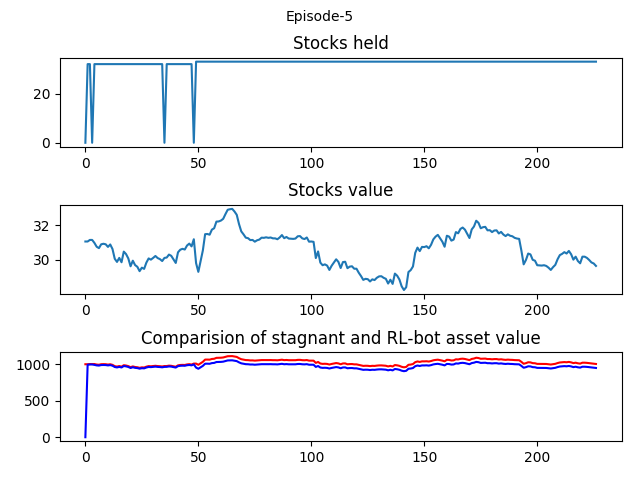 Episode-5
Stocks held
20
0
0 50 100 150 200
Stocks value
32
30
0 50 100 150 200
Comparision of stagnant and RL-bot asset value
1000
500
0
0 50 100 150 200